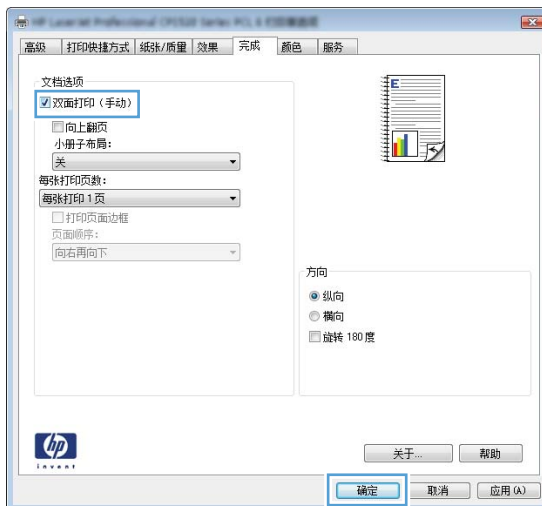 高级 打印快捷方式 纸张/质量 效果 完成 颜色 服务
文档选项
双面打印（手动）
向上翻页
小册子布局：
关
每张打印页数：
每张打印 1 页
打印页面边框
页面顺序：
向右再向下
E
方向
纵向
横向
旋转 180 度
hp
invent
关于... 帮助
确定 取消 应用 (A)